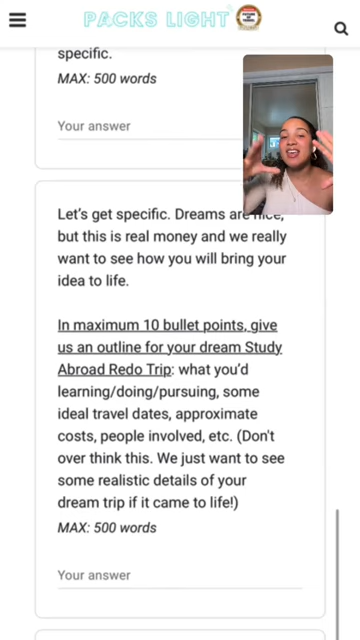 PACKS LIGHT
specific.
MAX: 500 words
Your answer
Let's get specific. Dreams are nice,
but this is real money and we really
want to see how you will bring your
idea to life.
In maximum 10 bullet points, give
us an outline for your dream Study
Abroad Redo Trip: what you'd
learning/doing/pursuing, some
ideal travel dates, approximate
costs, people involved, etc. (Don't
over think this. We just want to see
some realistic details of your
dream trip if it came to life!)
MAX: 500 words
Your answer